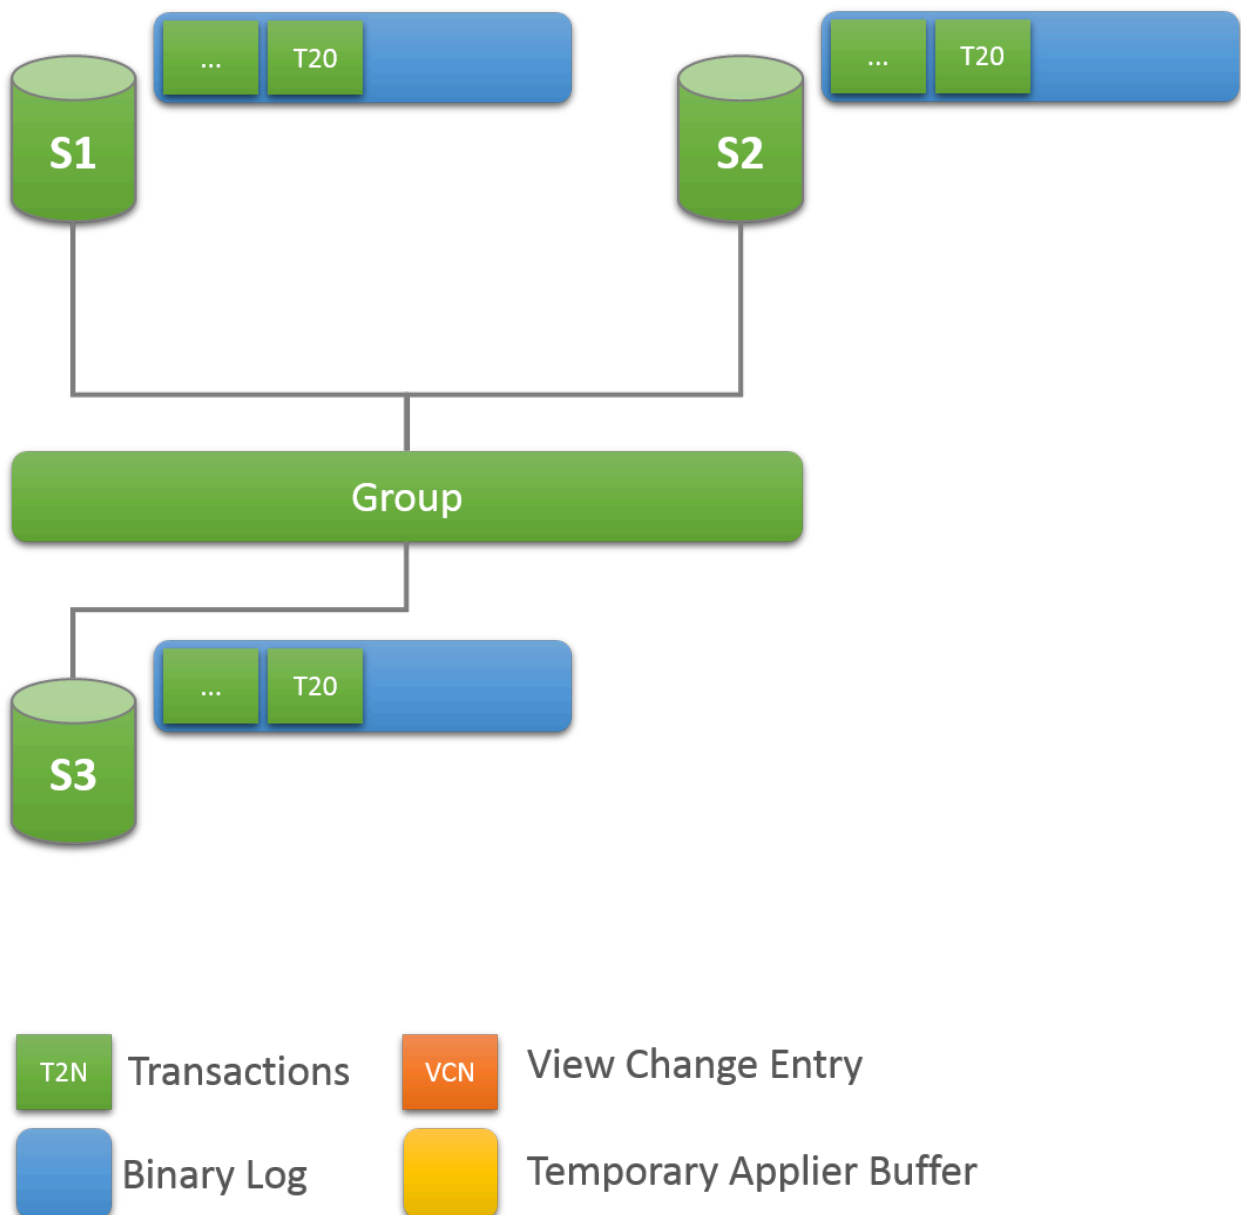 ... T20
... T20
S1
S2
Group
... T20
S3
T2N Transactions
VCN View Change Entry
Binary Log
Temporary Applier Buffer